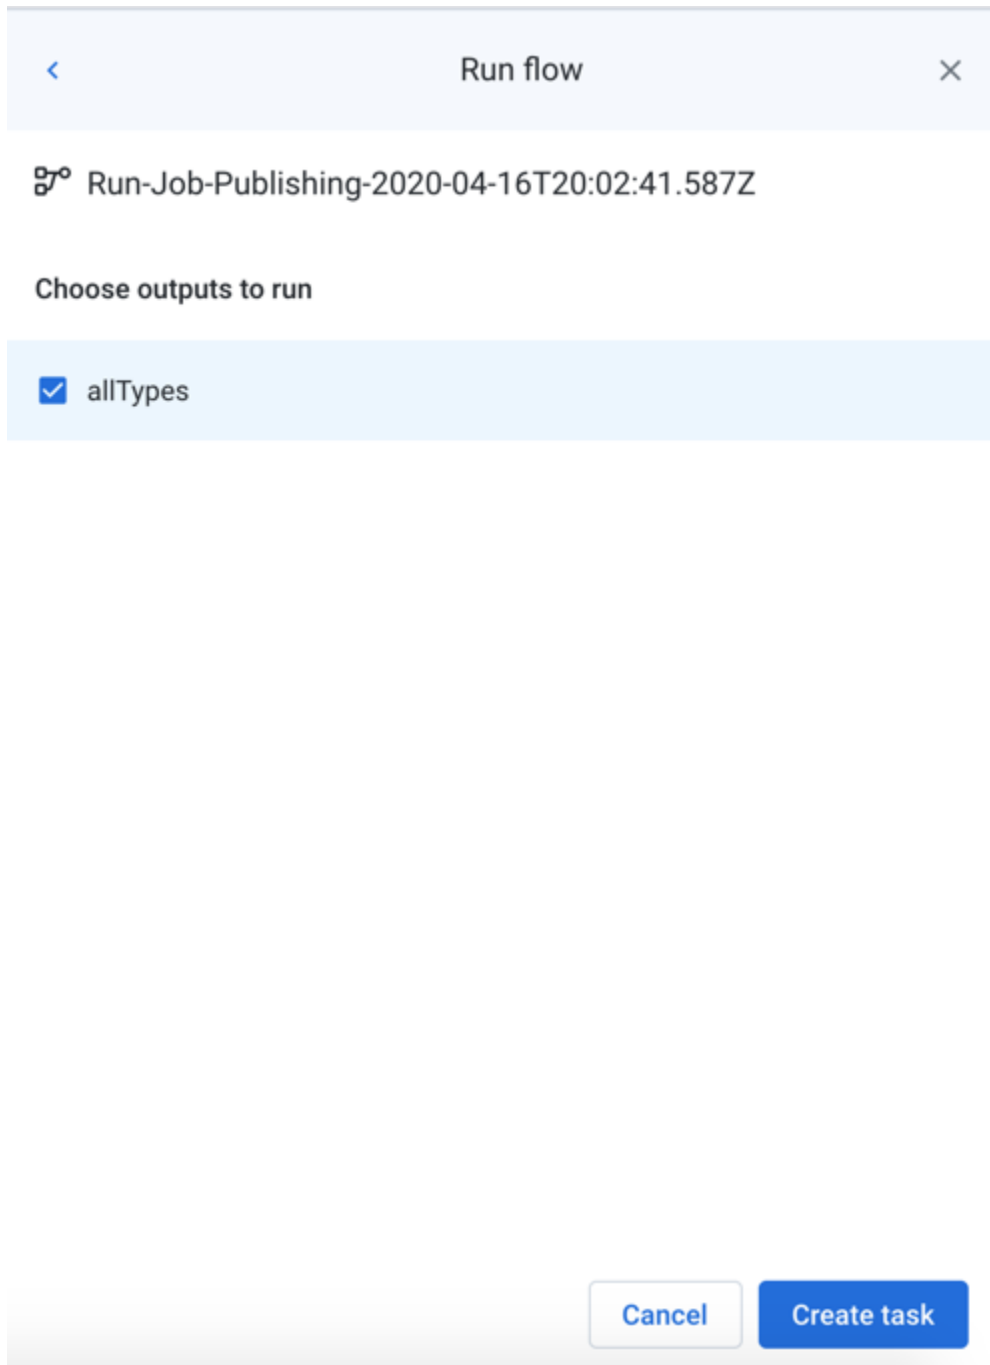 Run flow
Run-Job-Publishing-2020-04-16T20:02:41.587Z
Choose outputs to run
allTypes
Cancel
Create task